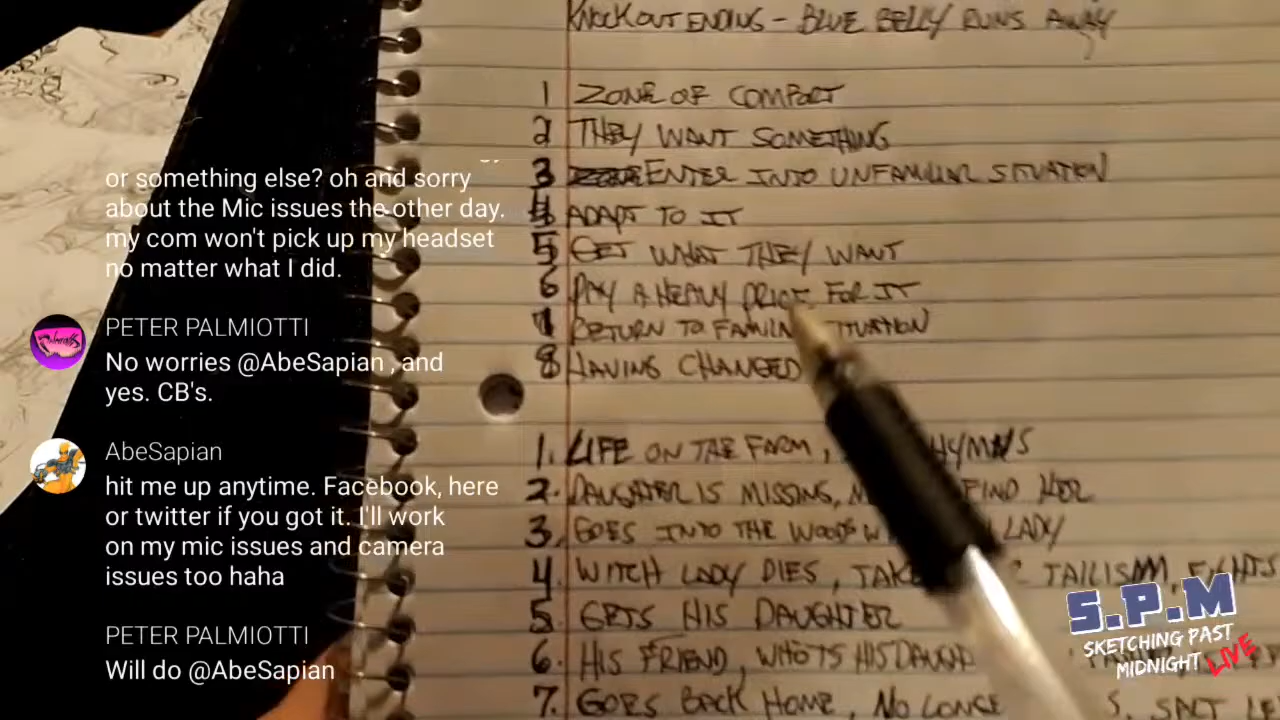 or something else? oh and sorry
about the Mic issues the other day.
my com won't pick up my headset
no matter what I did.
PETER PALMIOTTI
No worries @AbeSapian , and
yes. CB's.
AbeSapian
hit me up anytime. Facebook, here
or twitter if you got it. I'll work
on my mic issues and camera
issues too haha
PETER PALMIOTTI
Will do @AbeSapian
KNOCKOUT ENDING - BLUE BELLY RUNS AWAY
1 ZONE OF COMFORT
2 THEY WANT SOMETHING
3 ENTER INTO UNFAMILIAR SITUATION
4 ADAPT TO IT
5 GET WHAT THEY WANT
6 PAY A HEAVY PRICE FOR IT
7 RETURN TO FAMILIAR SITUATION
8 HAVING CHANGED
1. LIFE ON THE FARM, HYMNS
2. DAUGHTER IS MISSING, FIND HER
3. GOES INTO THE WOODS LADY
4. WITCH LADY DIES, TAILISM, FIGHTS
5. GETS HIS DAUGHTER
6. HIS FRIEND, WHO IS HIS
7. GOES BACK HOME, NO
S.P.M
SKETCHING PAST
MIDNIGHT LIVE